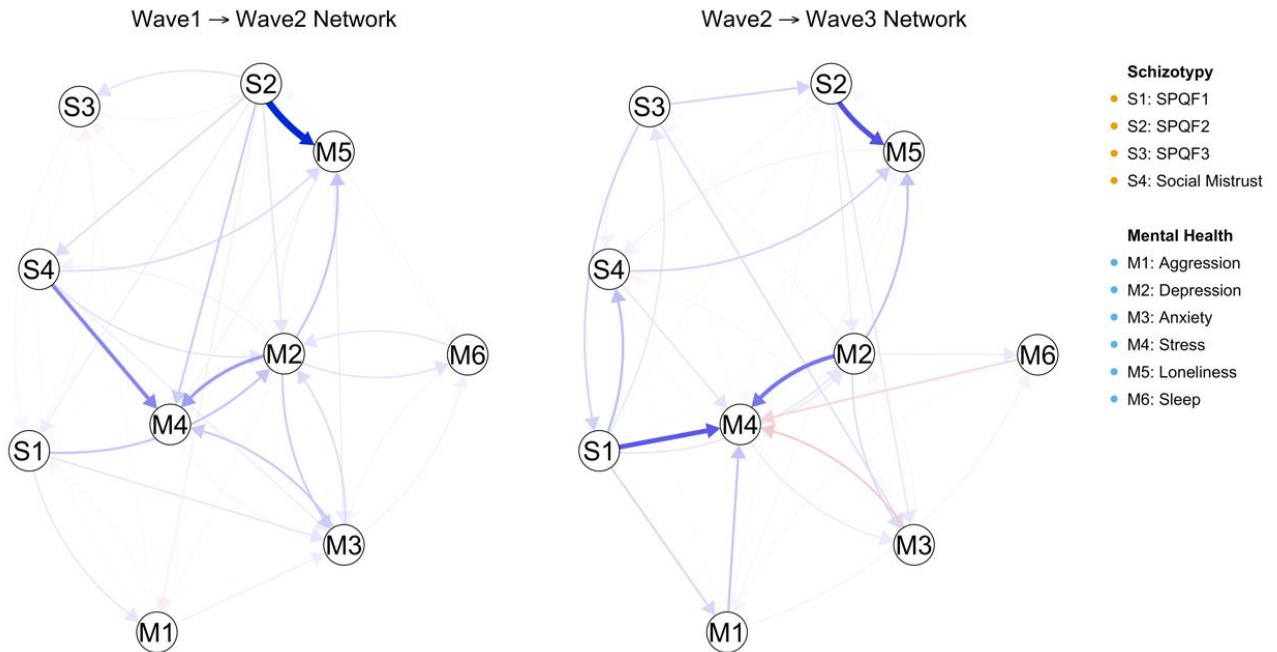 Wave1 → Wave2 Network
S2
S3
M5
S4
M2
M6
M4
S1
M3
M1
Wave2 → Wave3 Network
S2
S3
M5
S4
M2
M6
M4
S1
M3
M1
Schizotypy
S1: SPQF1
S2: SPQF2
S3: SPQF3
S4: Social Mistrust
Mental Health
M1: Aggression
M2: Depression
M3: Anxiety
M4: Stress
M5: Loneliness
M6: Sleep